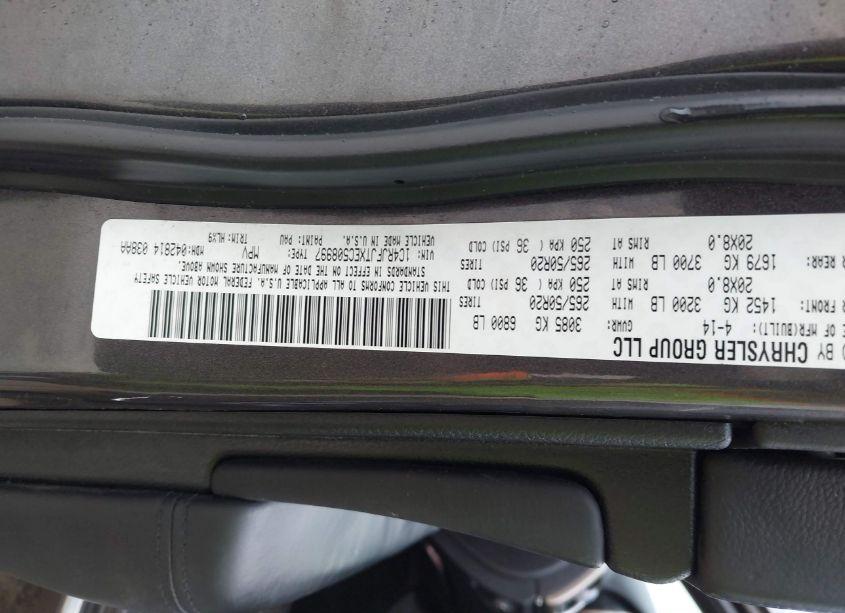 ) BY CHRYSLER GROUP LLC
E OF MFR(BUILT): 4-14 GVWR: 3085 KG 6800 LB
FRONT: 1452 KG 3200 LB WITH 265/50R20 TIRES
20X8.0 RIMS AT 250 KPA ( 36 PSI) COLD
REAR: 1679 KG 3700 LB WITH 265/50R20 TIRES
20X8.0 RIMS AT 250 KPA ( 36 PSI) COLD
THIS VEHICLE CONFORMS TO ALL APPLICABLE U.S.A. FEDERAL MOTOR VEHICLE SAFETY
STANDARDS IN EFFECT ON THE DATE OF MANUFACTURE SHOWN ABOVE.
VIN: 1C4RJFJTXEC508997 TYPE: MPV MDH:042814 038AA
VEHICLE MADE IN U.S.A. PAINT: PAU TRIM: HLX9